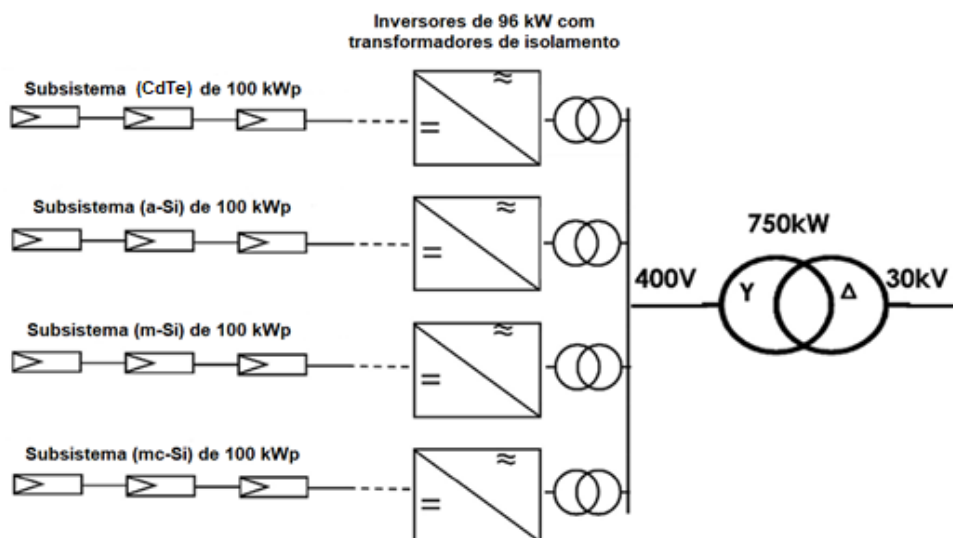 Inversores de 96 kW com
transformadores de isolamento
Subsistema (CdTe) de 100 kWp
Subsistema (a-Si) de 100 kWp
750kW
400V
Y
Δ
30kV
Subsistema (m-Si) de 100 kWp
Subsistema (mc-Si) de 100 kWp